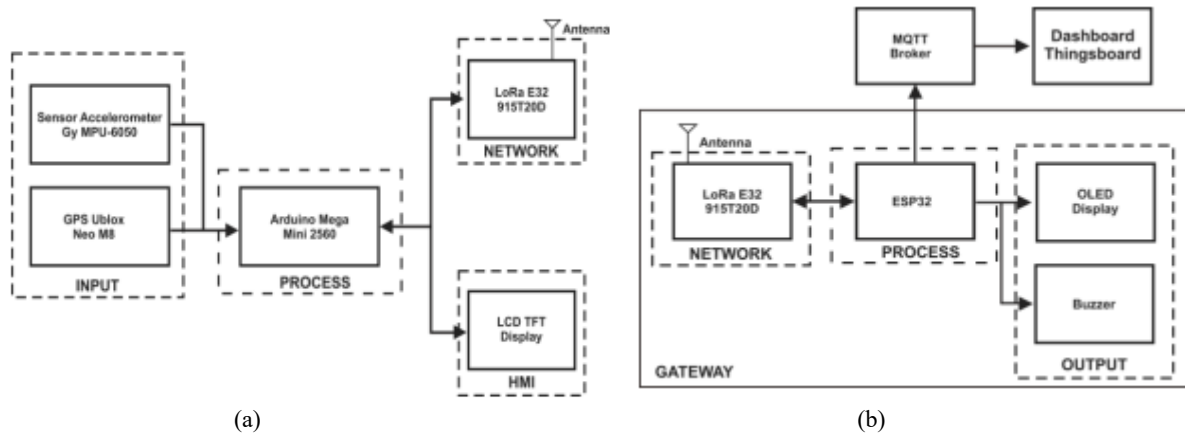 Antenna
Sensor Accelerometer
Gy MPU-6050
GPS Ublox
Neo M8
INPUT
Arduino Mega
Mini 2560
PROCESS
LoRa E32
915T20D
NETWORK
LCD TFT
Display
HMI
(a)
MQTT
Broker
Dashboard
Thingsboard
Antenna
LoRa E32
915T20D
NETWORK
ESP32
PROCESS
OLED
Display
Buzzer
OUTPUT
GATEWAY
(b)